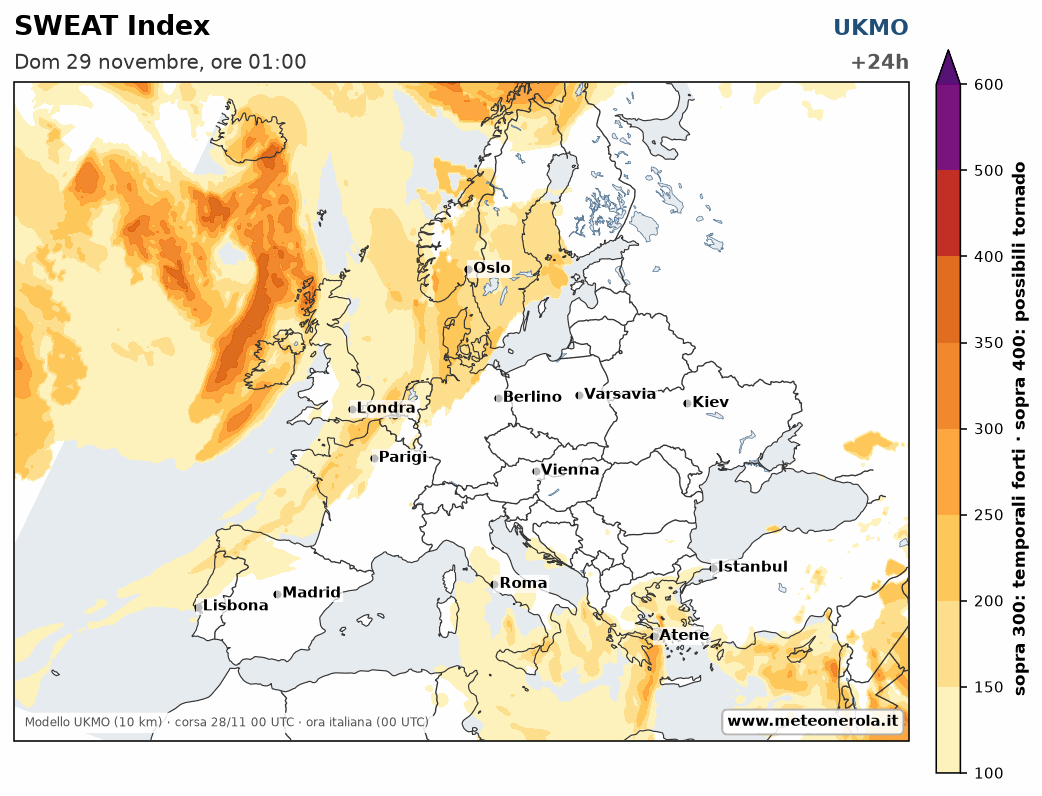 SWEAT Index
UKMO
Dom 29 novembre, ore 01:00
+24h
600
500
400
350
300
250
200
150
100
sopra 300: temporali forti · sopra 400: possibili tornado
Oslo
Berlino
Varsavia
Kiev
Londra
Parigi
Vienna
Istanbul
Roma
Madrid
Lisbona
Atene
Modello UKMO (10 km) · corsa 28/11 00 UTC · ora italiana (00 UTC)
www.meteonerola.it